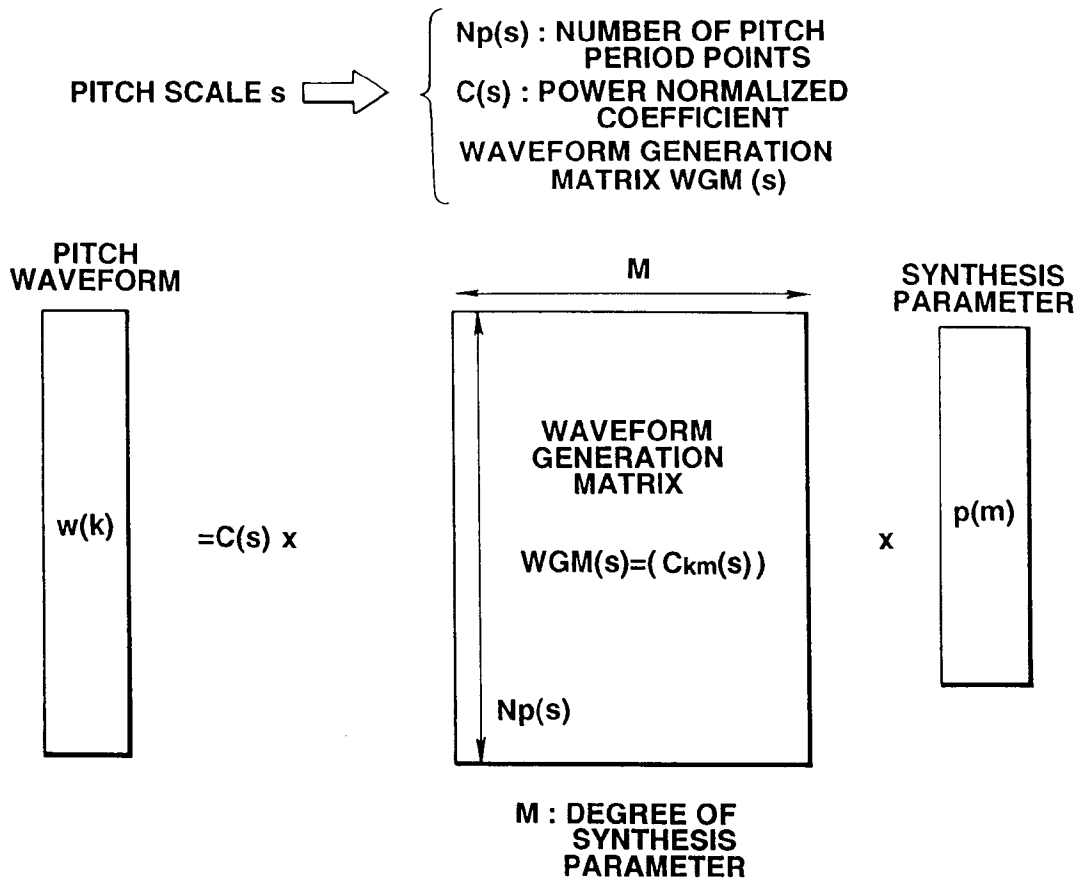 PITCH SCALE s
Np(s) : NUMBER OF PITCH
PERIOD POINTS
C(s) : POWER NORMALIZED
COEFFICIENT
WAVEFORM GENERATION
MATRIX WGM (s)
PITCH
WAVEFORM
w(k)
=C(s) x
M
WAVEFORM
GENERATION
MATRIX
WGM(s)=( Ckm(s) )
Np(s)
x
SYNTHESIS
PARAMETER
p(m)
M : DEGREE OF
SYNTHESIS
PARAMETER